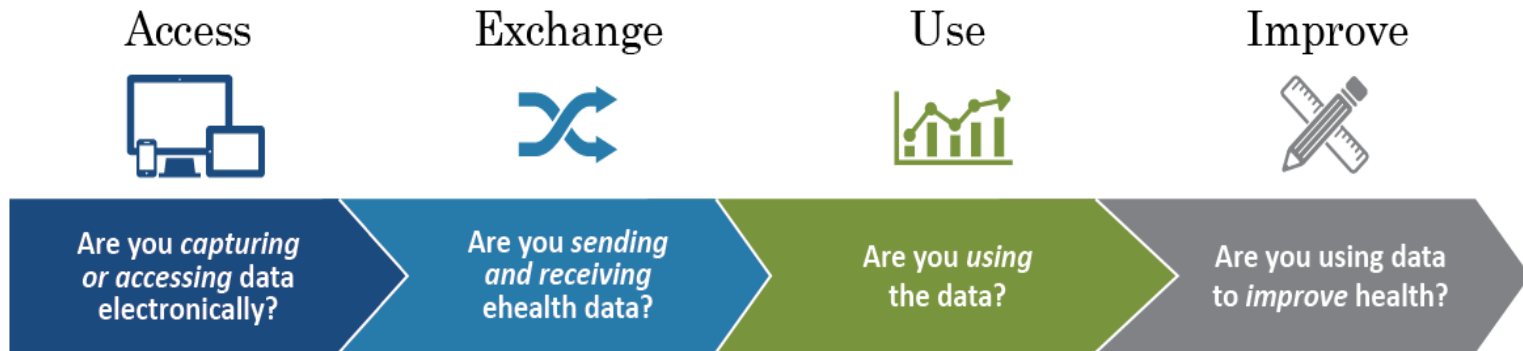 Access
Exchange
Use
Improve
Are you capturing
or accessing data
electronically?
Are you sending
and receiving
ehealth data?
Are you using
the data?
Are you using data
to improve health?